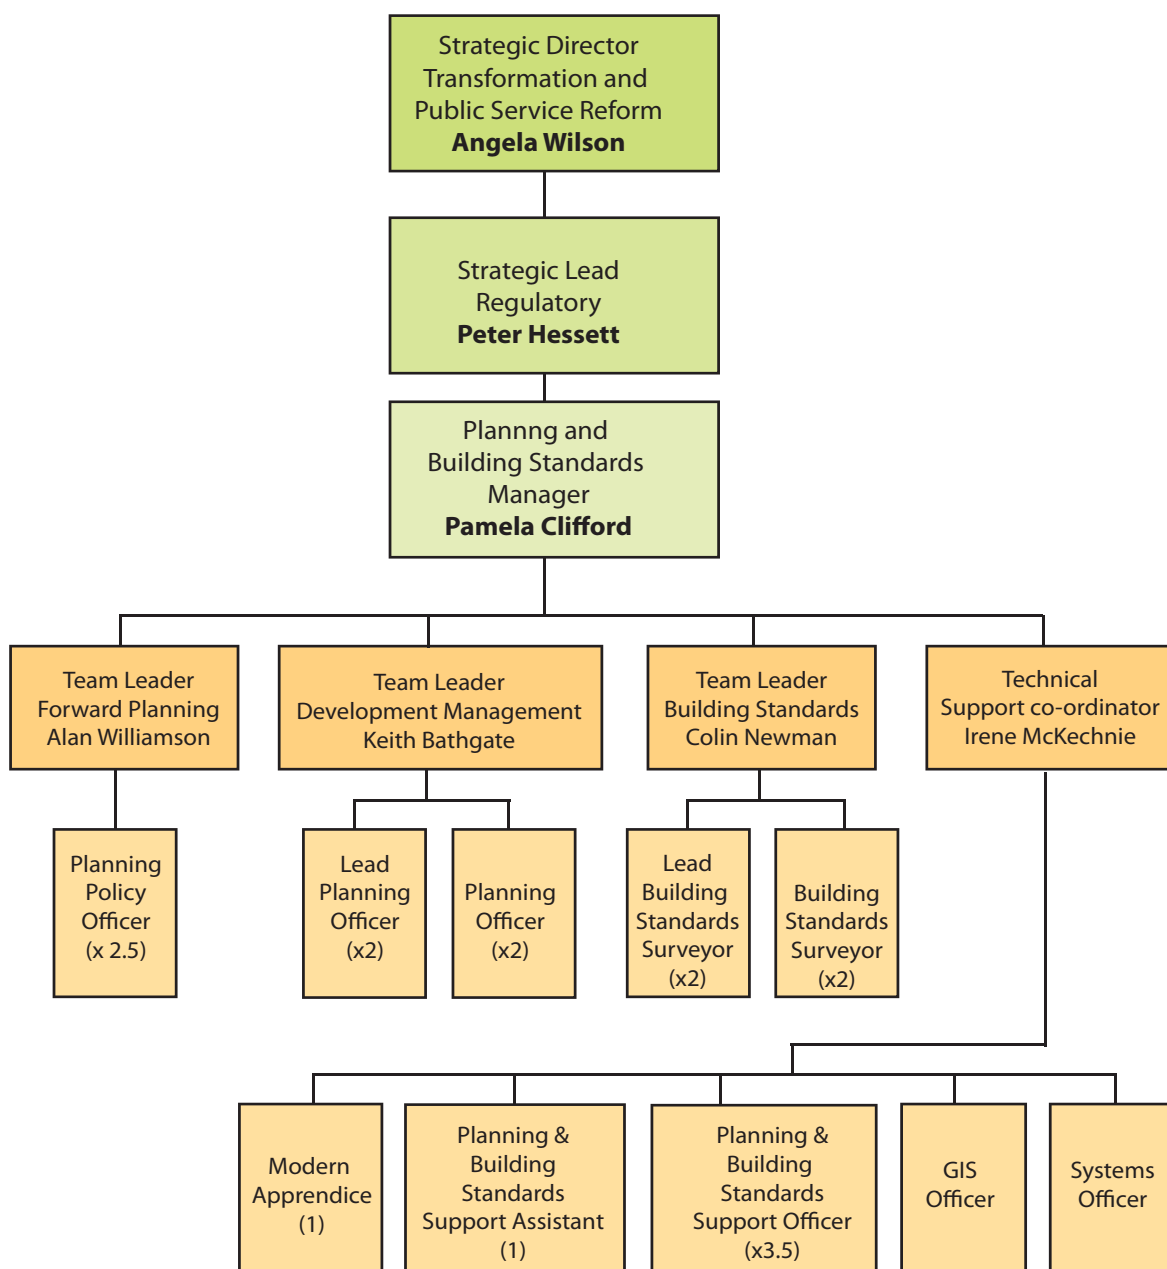 Strategic Director
Transformation and
Public Service Reform
Angela Wilson
Strategic Lead
Regulatory
Peter Hessett
Plannng and
Building Standards
Manager
Pamela Clifford
Team Leader
Forward Planning
Alan Williamson
Team Leader
Development Management
Keith Bathgate
Team Leader
Building Standards
Colin Newman
Technical
Support co-ordinator
Irene McKechnie
Planning
Policy
Officer
(x 2.5)
Lead
Planning
Officer
(x2)
Planning
Officer
(x2)
Lead
Building
Standards
Surveyor
(x2)
Building
Standards
Surveyor
(x2)
Modern
Apprendice
(1)
Planning &
Building
Standards
Support Assistant
(1)
Planning &
Building
Standards
Support Officer
(x3.5)
GIS
Officer
Systems
Officer